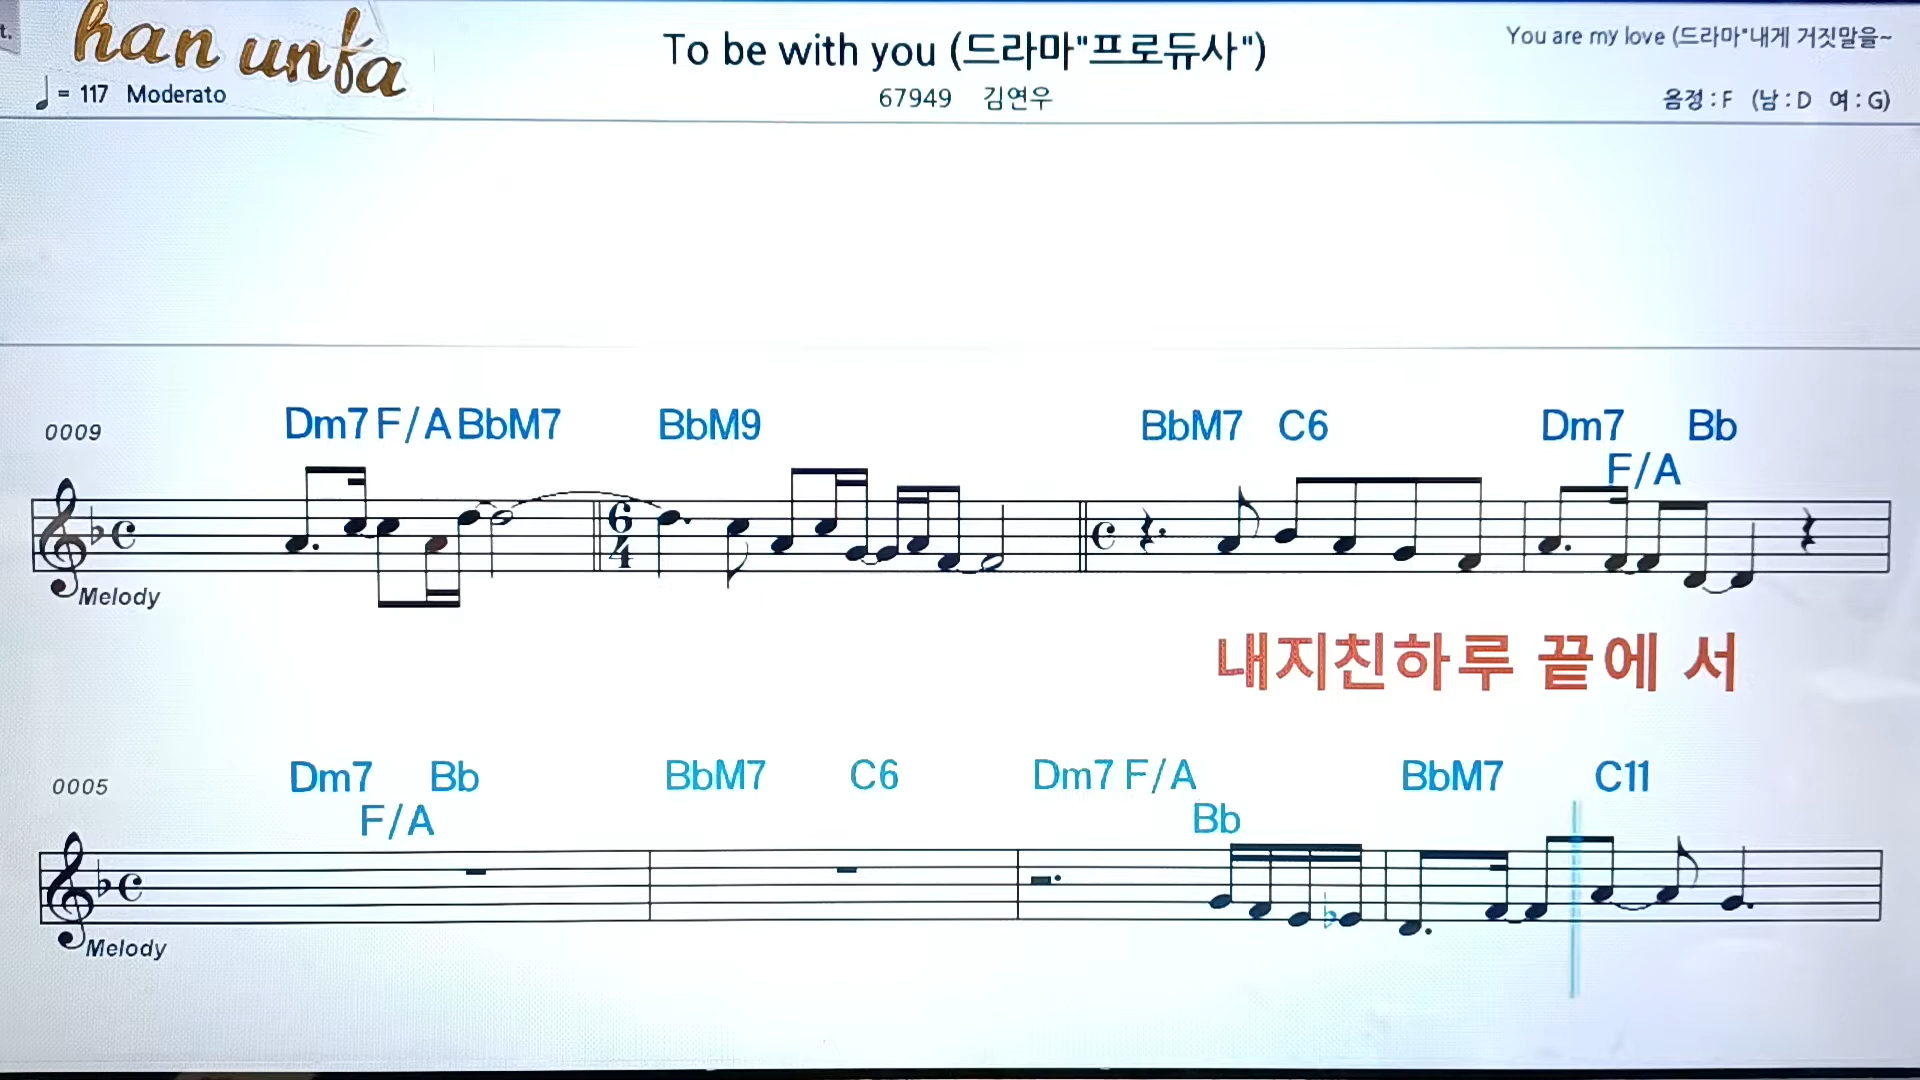 han unfa
♩ = 117 Moderato
To be with you (드라마"프로듀사")
67949 김연우
You are my love (드라마"내게 거짓말을~
음정 : F (남 : D 여 : G)
0009
Dm7 F/A BbM7 BbM9 BbM7 C6 Dm7 Bb
F/A
6
4
Melody
내지친하루 끝에 서
0005
Dm7 Bb BbM7 C6 Dm7 F/A BbM7 C11
F/A Bb
Melody